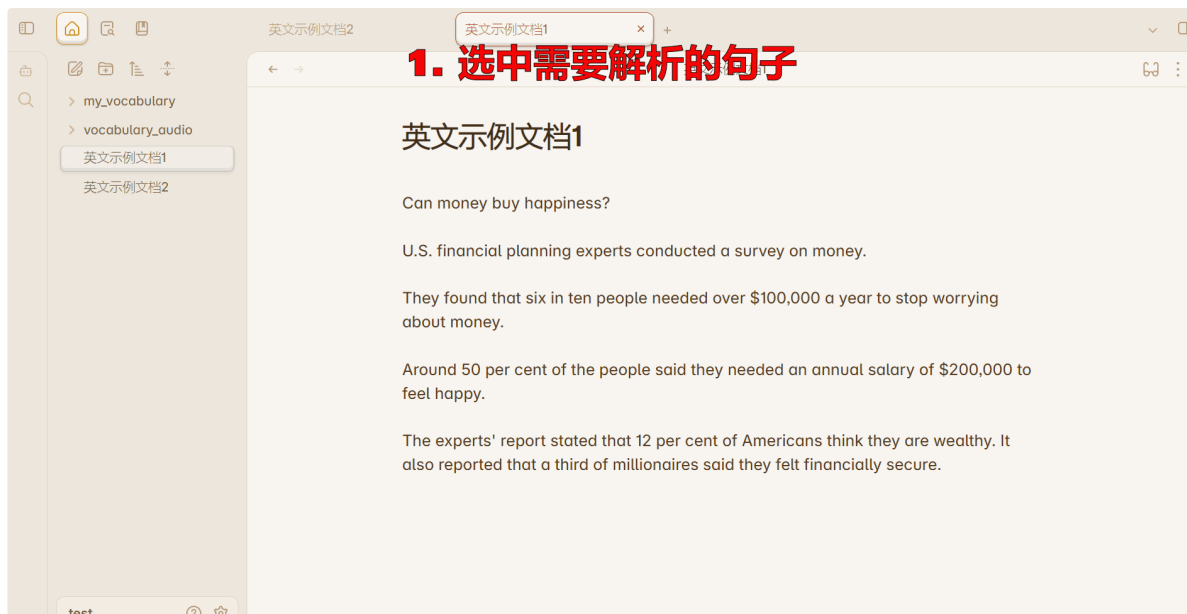 英文示例文档2
英文示例文档1
1. 选中需要解析的句子
my_vocabulary
vocabulary_audio
英文示例文档1
英文示例文档2
英文示例文档1
Can money buy happiness?
U.S. financial planning experts conducted a survey on money.
They found that six in ten people needed over $100,000 a year to stop worrying
about money.
Around 50 per cent of the people said they needed an annual salary of $200,000 to
feel happy.
The experts' report stated that 12 per cent of Americans think they are wealthy. It
also reported that a third of millionaires said they felt financially secure.
test